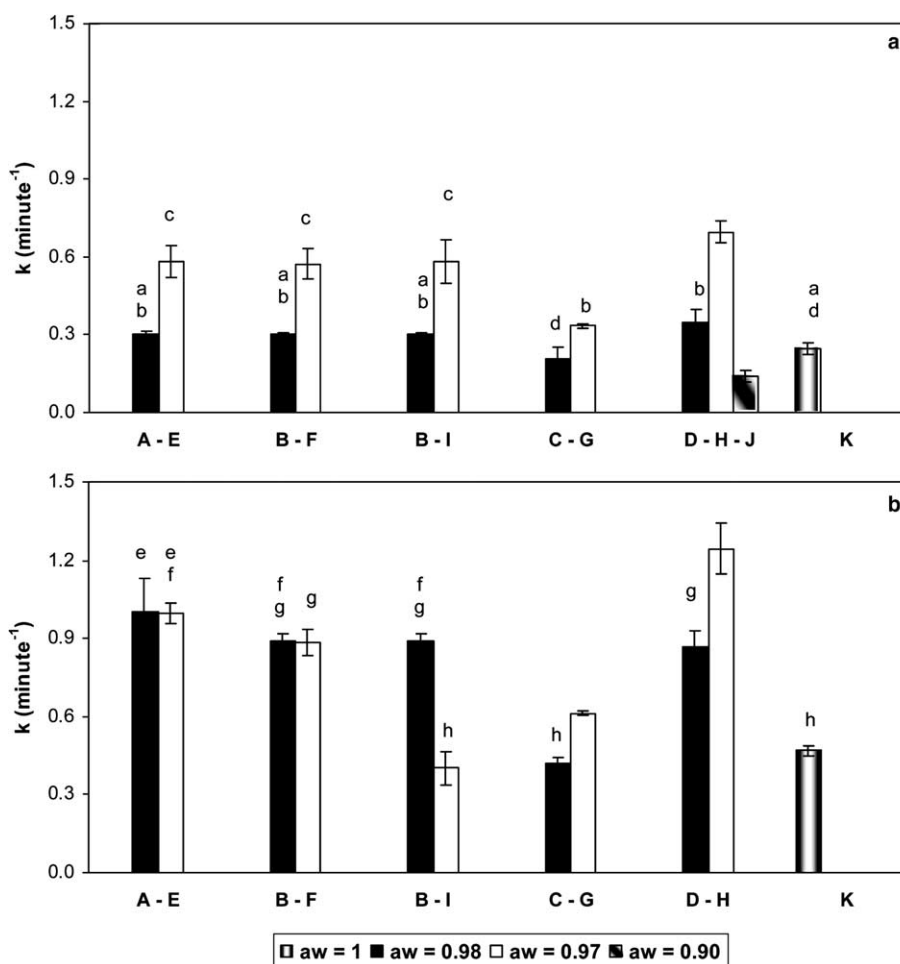 a
1.5
1.2
0.9
0.6
0.3
0.0
k (minute⁻¹)
c c c
a a a b d b b a
b b b d
A - E B - F B - I C - G D - H - J K
b
1.5
1.2
0.9
0.6
0.3
0.0
k (minute⁻¹)
e e f f
f g g g g
h h h
A - E B - F B - I C - G D - H K
aw = 1 aw = 0.98 aw = 0.97 aw = 0.90